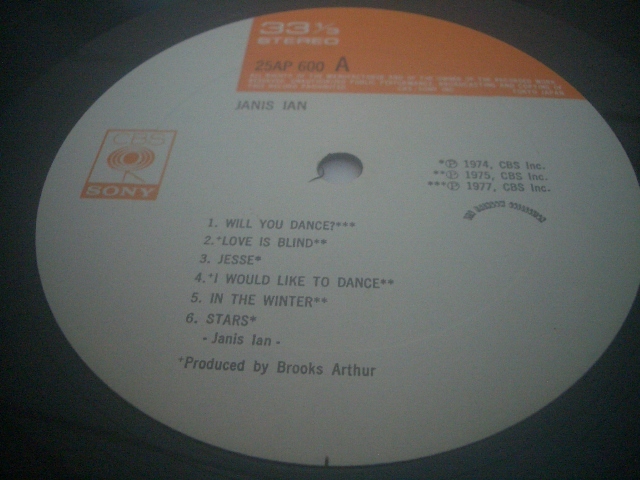 33 1/3
STEREO
25AP 600 A
JANIS IAN
CBS
SONY
*Ⓟ 1974, CBS Inc.
**Ⓟ 1975, CBS Inc.
***Ⓟ 1977, CBS Inc.
1. WILL YOU DANCE?***
2.*LOVE IS BLIND**
3. JESSE*
4.*I WOULD LIKE TO DANCE**
5. IN THE WINTER**
6. STARS*
- Janis Ian -
*Produced by Brooks Arthur